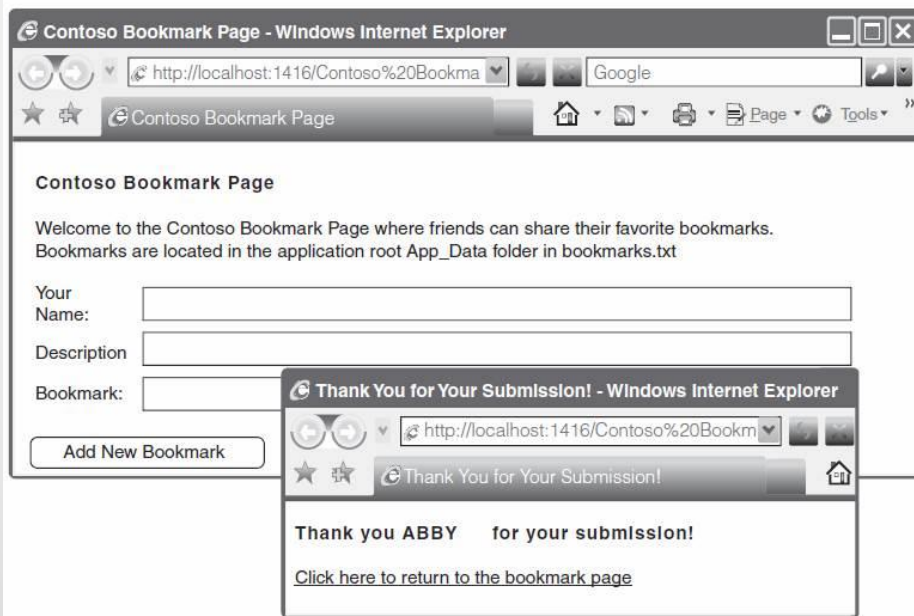 Contoso Bookmark Page - Windows Internet Explorer
http://localhost:1416/Contoso%20Bookma
Google
Contoso Bookmark Page
Page
Tools
»
Contoso Bookmark Page
Welcome to the Contoso Bookmark Page where friends can share their favorite bookmarks.
Bookmarks are located in the application root App_Data folder in bookmarks.txt
Your
Name:
Description
Bookmark:
Add New Bookmark
Thank You for Your Submission! - Windows Internet Explorer
http://localhost:1416/Contoso%20Bookm
Thank You for Your Submission!
Thank you ABBY for your submission!
Click here to return to the bookmark page